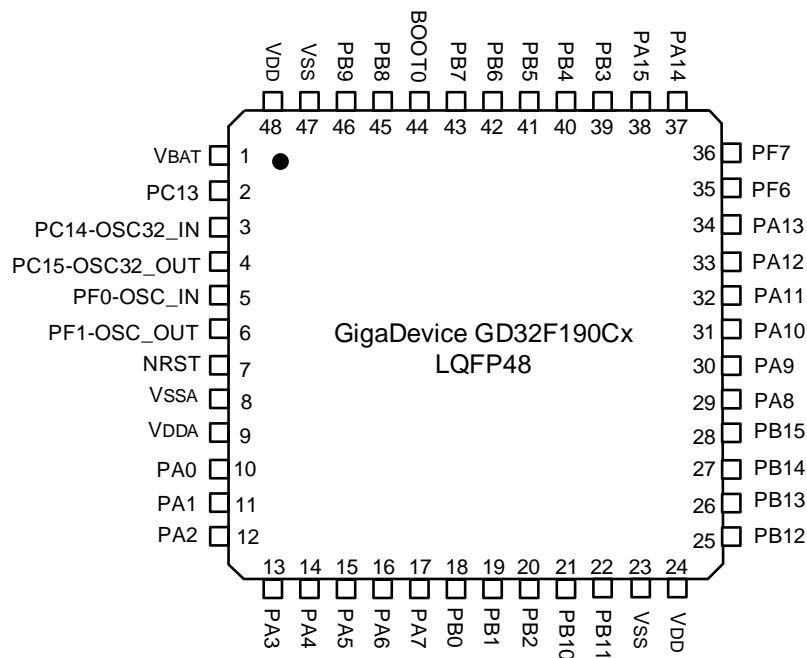 VDD VSS PB9 PB8 BOOT0 PB7 PB6 PB5 PB4 PB3 PA15 PA14
48 47 46 45 44 43 42 41 40 39 38 37
VBAT 1 36 PF7
PC13 2 35 PF6
PC14-OSC32_IN 3 34 PA13
PC15-OSC32_OUT 4 33 PA12
PF0-OSC_IN 5 32 PA11
PF1-OSC_OUT 6 31 PA10
GigaDevice GD32F190Cx
LQFP48
NRST 7 30 PA9
VSSA 8 29 PA8
VDDA 9 28 PB15
PA0 10 27 PB14
PA1 11 26 PB13
PA2 12 25 PB12
13 14 15 16 17 18 19 20 21 22 23 24
PA3 PA4 PA5 PA6 PA7 PB0 PB1 PB2 PB10 PB11 VSS VDD